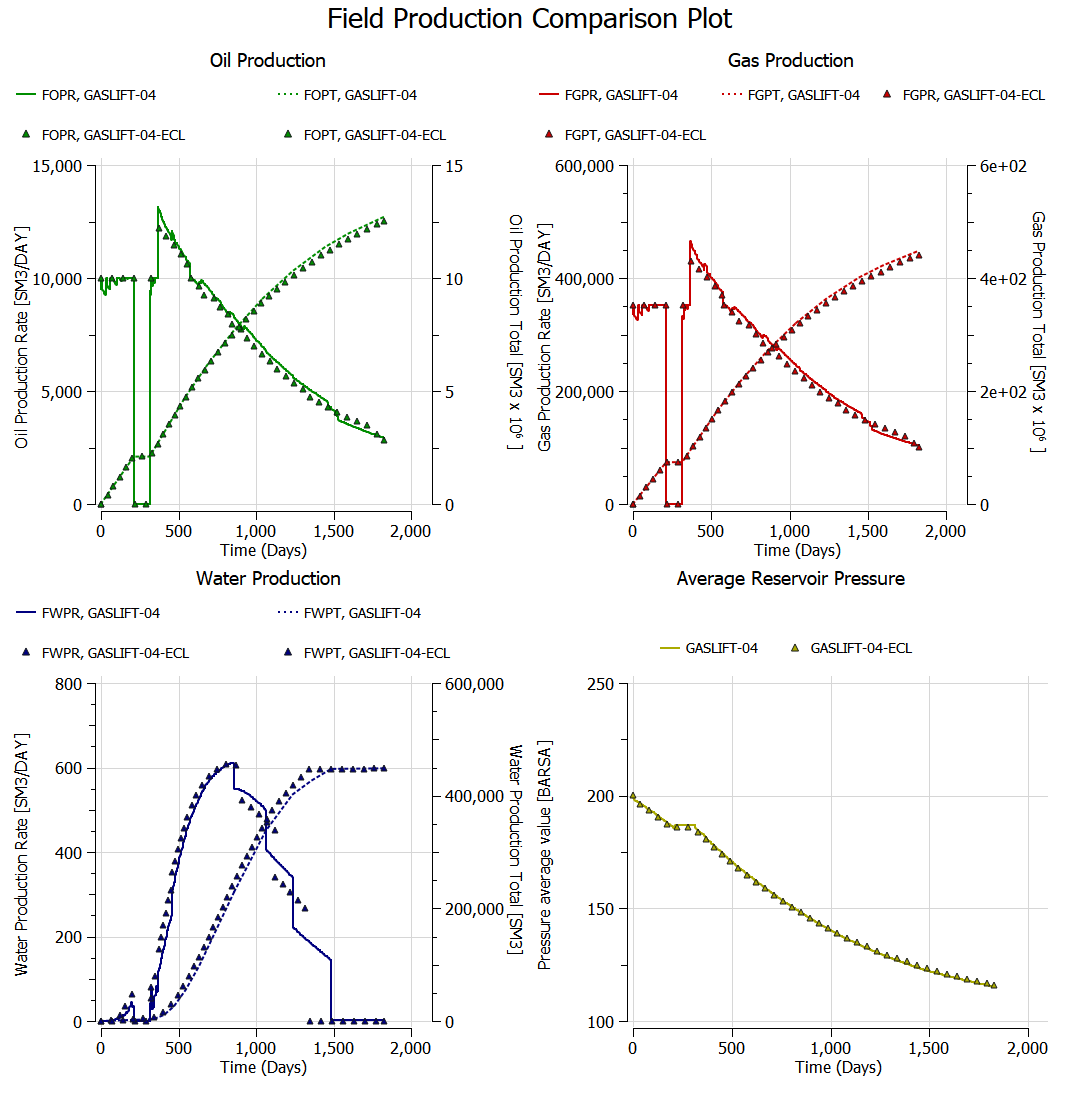 Field Production Comparison Plot
Oil Production
FOPR, GASLIFT-04
FOPT, GASLIFT-04
FOPR, GASLIFT-04-ECL
FOPT, GASLIFT-04-ECL
15,000
10,000
5,000
0
15
10
5
0
Oil Production Rate [SM3/DAY]
Oil Production Total [SM3 x 10⁶ ]
0
500
1,000
1,500
2,000
Time (Days)
Gas Production
FGPR, GASLIFT-04
FGPT, GASLIFT-04
FGPR, GASLIFT-04-ECL
FGPT, GASLIFT-04-ECL
600,000
400,000
200,000
0
6e+02
4e+02
2e+02
0
Gas Production Rate [SM3/DAY]
Gas Production Total [SM3 x 10⁶ ]
0
500
1,000
1,500
2,000
Time (Days)
Water Production
FWPR, GASLIFT-04
FWPT, GASLIFT-04
FWPR, GASLIFT-04-ECL
FWPT, GASLIFT-04-ECL
800
600
400
200
0
600,000
400,000
200,000
0
Water Production Rate [SM3/DAY]
Water Production Total [SM3]
0
500
1,000
1,500
2,000
Time (Days)
Average Reservoir Pressure
GASLIFT-04
GASLIFT-04-ECL
250
200
150
100
Pressure average value [BARSA]
0
500
1,000
1,500
2,000
Time (Days)